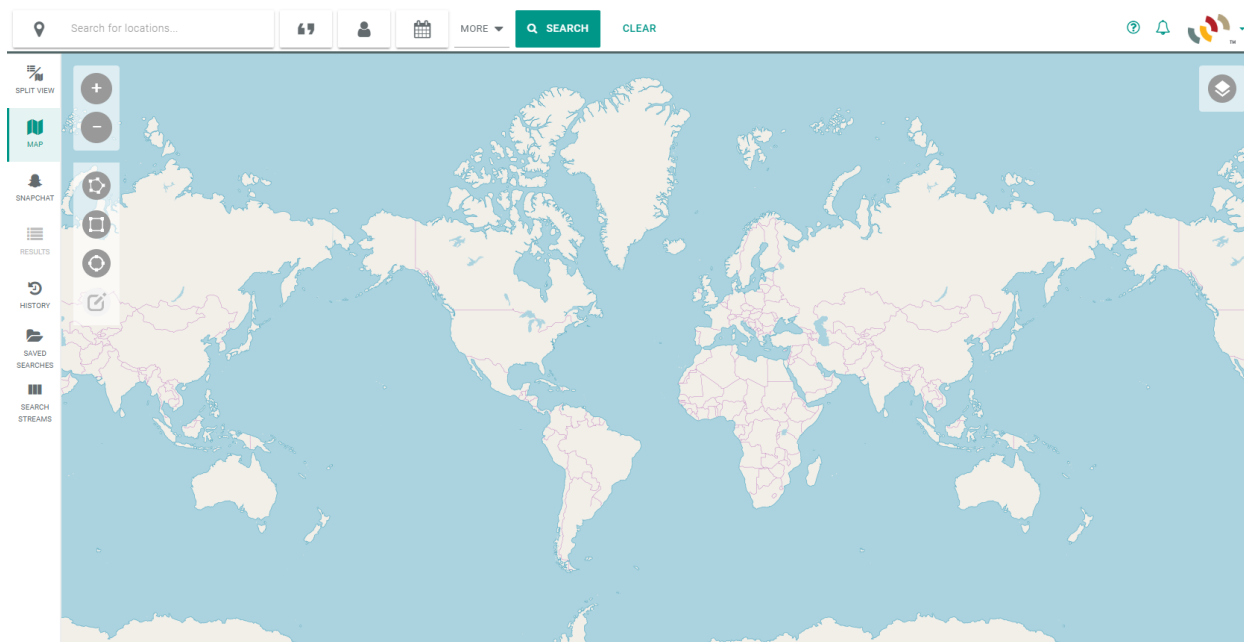 Search for locations...
MORE
SEARCH
CLEAR
TM
SPLIT VIEW
MAP
SNAPCHAT
RESULTS
HISTORY
SAVED
SEARCHES
SEARCH
STREAMS